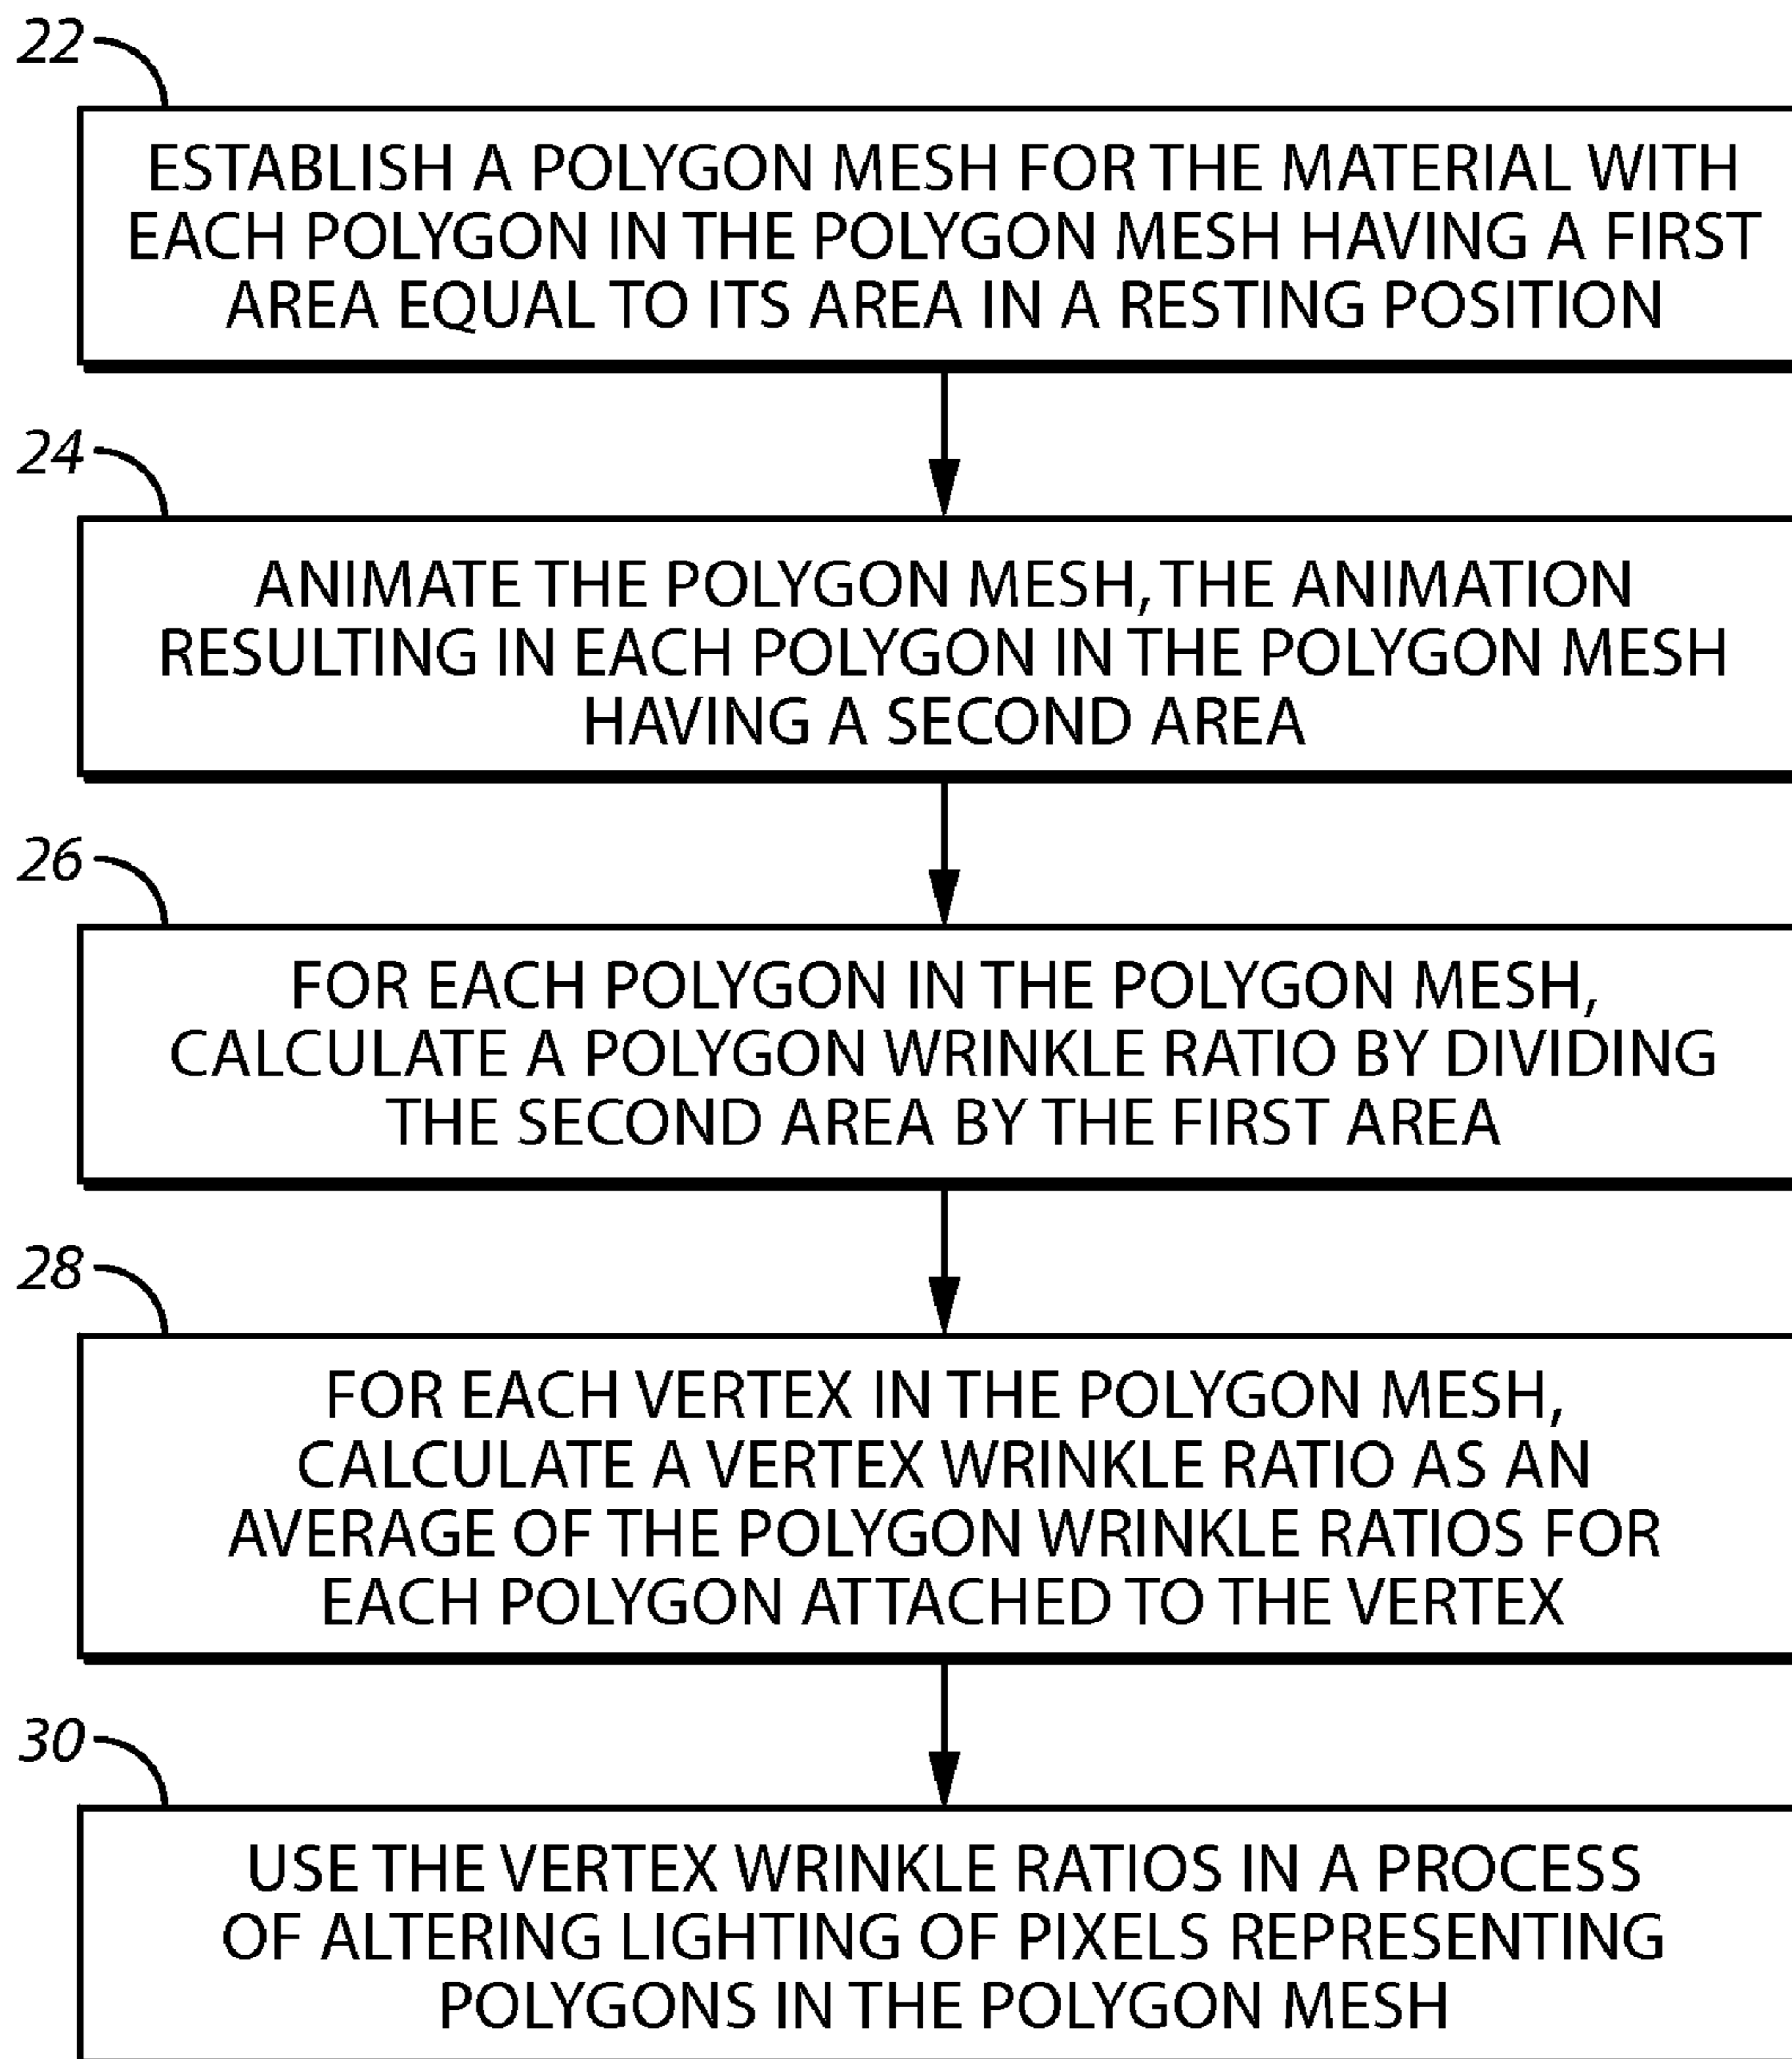 22
ESTABLISH A POLYGON MESH FOR THE MATERIAL WITH
EACH POLYGON IN THE POLYGON MESH HAVING A FIRST
AREA EQUAL TO ITS AREA IN A RESTING POSITION
24
ANIMATE THE POLYGON MESH, THE ANIMATION
RESULTING IN EACH POLYGON IN THE POLYGON MESH
HAVING A SECOND AREA
26
FOR EACH POLYGON IN THE POLYGON MESH,
CALCULATE A POLYGON WRINKLE RATIO BY DIVIDING
THE SECOND AREA BY THE FIRST AREA
28
FOR EACH VERTEX IN THE POLYGON MESH,
CALCULATE A VERTEX WRINKLE RATIO AS AN
AVERAGE OF THE POLYGON WRINKLE RATIOS FOR
EACH POLYGON ATTACHED TO THE VERTEX
30
USE THE VERTEX WRINKLE RATIOS IN A PROCESS
OF ALTERING LIGHTING OF PIXELS REPRESENTING
POLYGONS IN THE POLYGON MESH